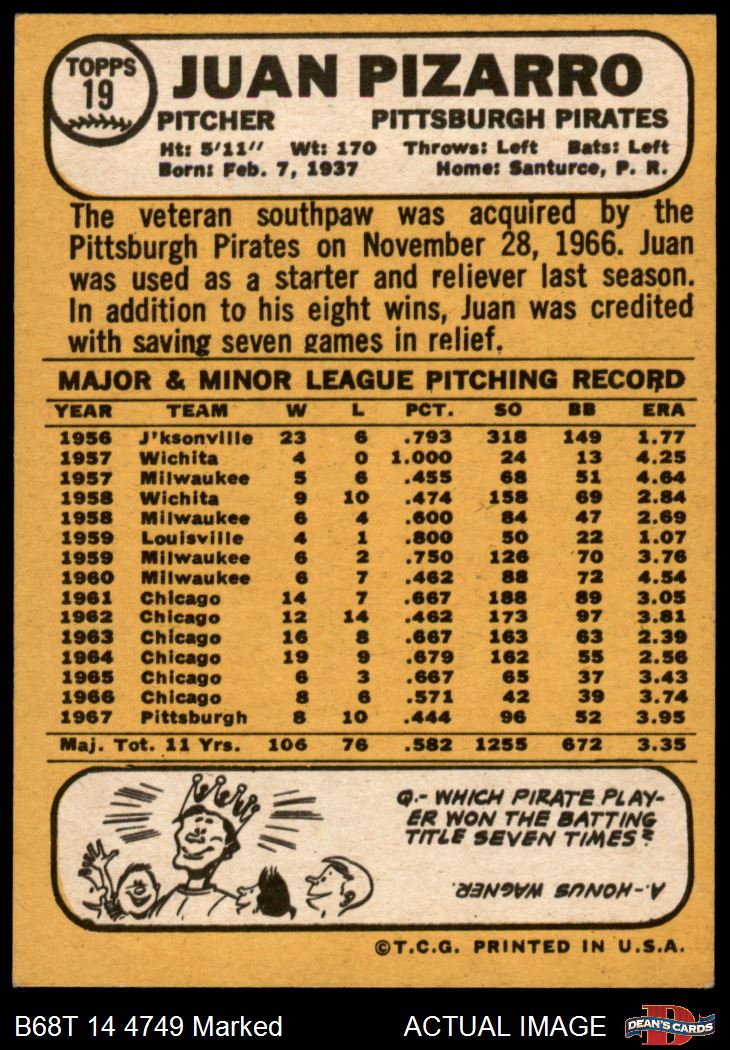 TOPPS
19
JUAN PIZARRO
PITCHER PITTSBURGH PIRATES
Ht: 5'11" Wt: 170 Throws: Left Bats: Left
Born: Feb. 7, 1937 Home: Santurce, P. R.
The veteran southpaw was acquired by the
Pittsburgh Pirates on November 28, 1966. Juan
was used as a starter and reliever last season.
In addition to his eight wins, Juan was credited
with saving seven games in relief.
MAJOR & MINOR LEAGUE PITCHING RECORD
YEAR TEAM W L PCT. SO BB ERA
1956 J'ksonville 23 6 .793 318 149 1.77
1957 Wichita 4 0 1.000 24 13 4.25
1957 Milwaukee 5 6 .455 68 51 4.64
1958 Wichita 9 10 .474 158 69 2.84
1958 Milwaukee 6 4 .600 84 47 2.69
1959 Louisville 4 1 .800 50 22 1.07
1959 Milwaukee 6 2 .750 126 70 3.76
1960 Milwaukee 6 7 .462 88 72 4.54
1961 Chicago 14 7 .667 188 89 3.05
1962 Chicago 12 14 .462 173 97 3.81
1963 Chicago 16 8 .667 163 63 2.39
1964 Chicago 19 9 .679 162 55 2.56
1965 Chicago 6 3 .667 65 37 3.43
1966 Chicago 8 6 .571 42 39 3.74
1967 Pittsburgh 8 10 .444 96 52 3.95
Maj. Tot. 11 Yrs. 106 76 .582 1255 672 3.35
Q.- WHICH PIRATE PLAY-
ER WON THE BATTING
TITLE SEVEN TIMES?
A.-HONUS WAGNER.
©T.C.G. PRINTED IN U.S.A.
B68T 14 4749 Marked ACTUAL IMAGE
D
DEAN'S CARDS